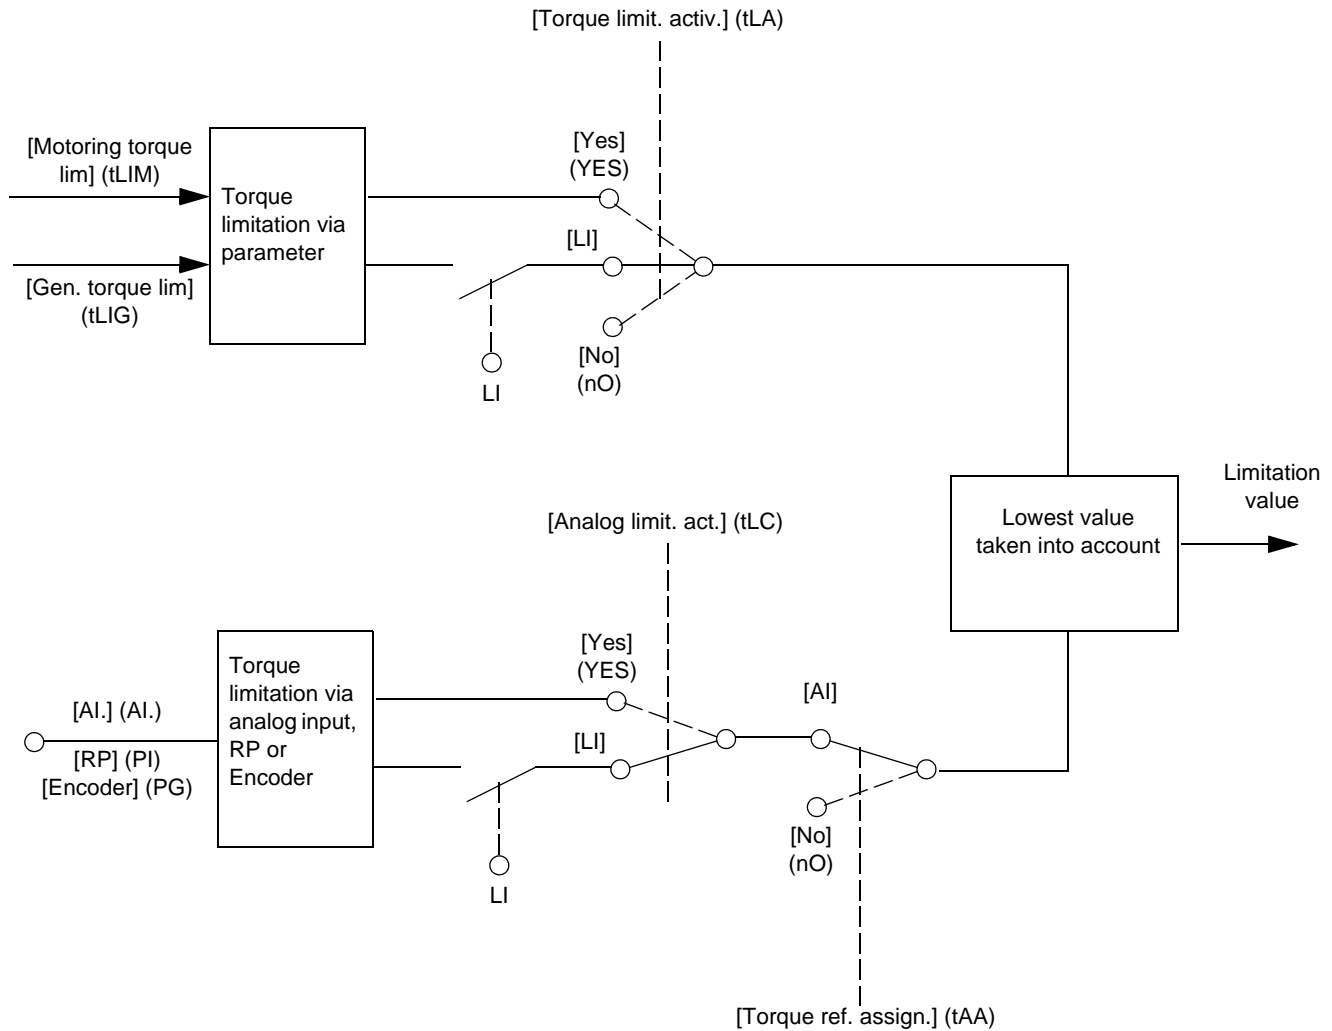 [Torque limit. activ.] (tLA)
[Motoring torque
lim] (tLIM)
[Gen. torque lim]
(tLIG)
Torque
limitation via
parameter
[Yes]
(YES)
[LI]
[No]
(nO)
LI
Lowest value
taken into account
Limitation
value
[Analog limit. act.] (tLC)
[AI.] (AI.)
[RP] (PI)
[Encoder] (PG)
Torque
limitation via
analog input,
RP or
Encoder
[Yes]
(YES)
[LI]
LI
[AI]
[No]
(nO)
[Torque ref. assign.] (tAA)